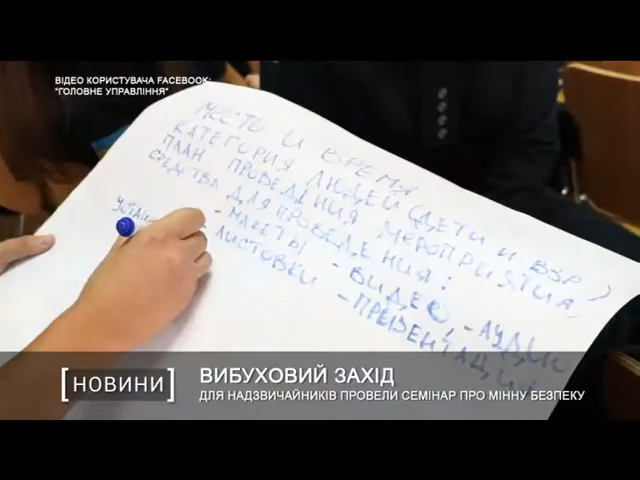 ВІДЕО КОРИСТУВАЧА FACEBOOK:
"ГОЛОВНЕ УПРАВЛІННЯ"
МЕСТО И ВРЕМЯ
КАТЕГОРИЯ ЛЮДЕЙ (ДЕТИ И ВЗР)
ПЛАН ПРОВЕДЕНИЯ МЕРОПРИЯТИЯ,
СРЕДСТВА ДЛЯ ПРОВЕДЕНИЯ:
- МАКЕТЫ - ВИДЕО, - АУДИО
ЛИСТОВКИ - ПРЕЗЕНТАЦИИ
[НОВИНИ]
ВИБУХОВИЙ ЗАХІД
ДЛЯ НАДЗВИЧАЙНИКІВ ПРОВЕЛИ СЕМІНАР ПРО МІННУ БЕЗПЕКУ